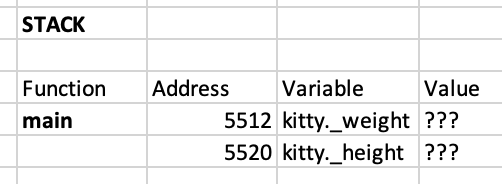 STACK
Function Address Variable Value
main 5512 kitty._weight ???
5520 kitty._height ???